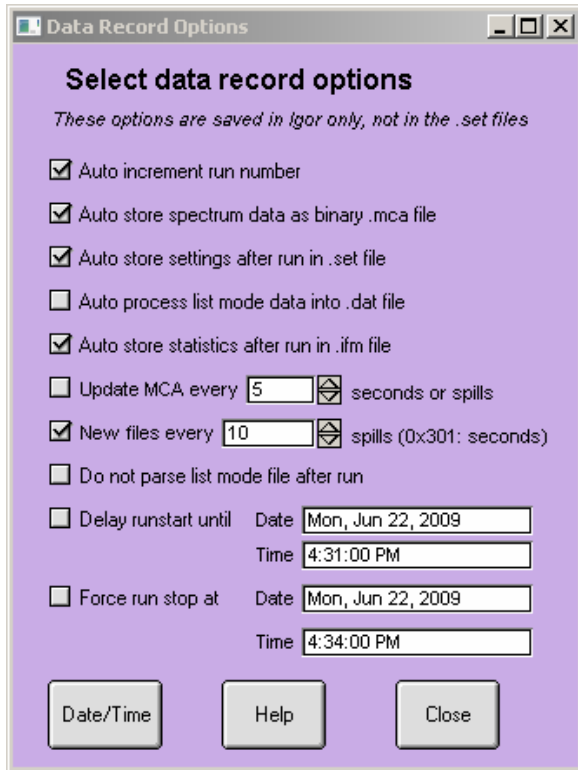 Data Record Options
Select data record options
These options are saved in Igor only, not in the .set files
Auto increment run number
Auto store spectrum data as binary .mca file
Auto store settings after run in .set file
Auto process list mode data into .dat file
Auto store statistics after run in .ifm file
Update MCA every 5 seconds or spills
New files every 10 spills (0x301: seconds)
Do not parse list mode file after run
Delay runstart until Date Mon, Jun 22, 2009
Time 4:31:00 PM
Force run stop at Date Mon, Jun 22, 2009
Time 4:34:00 PM
Date/Time Help Close